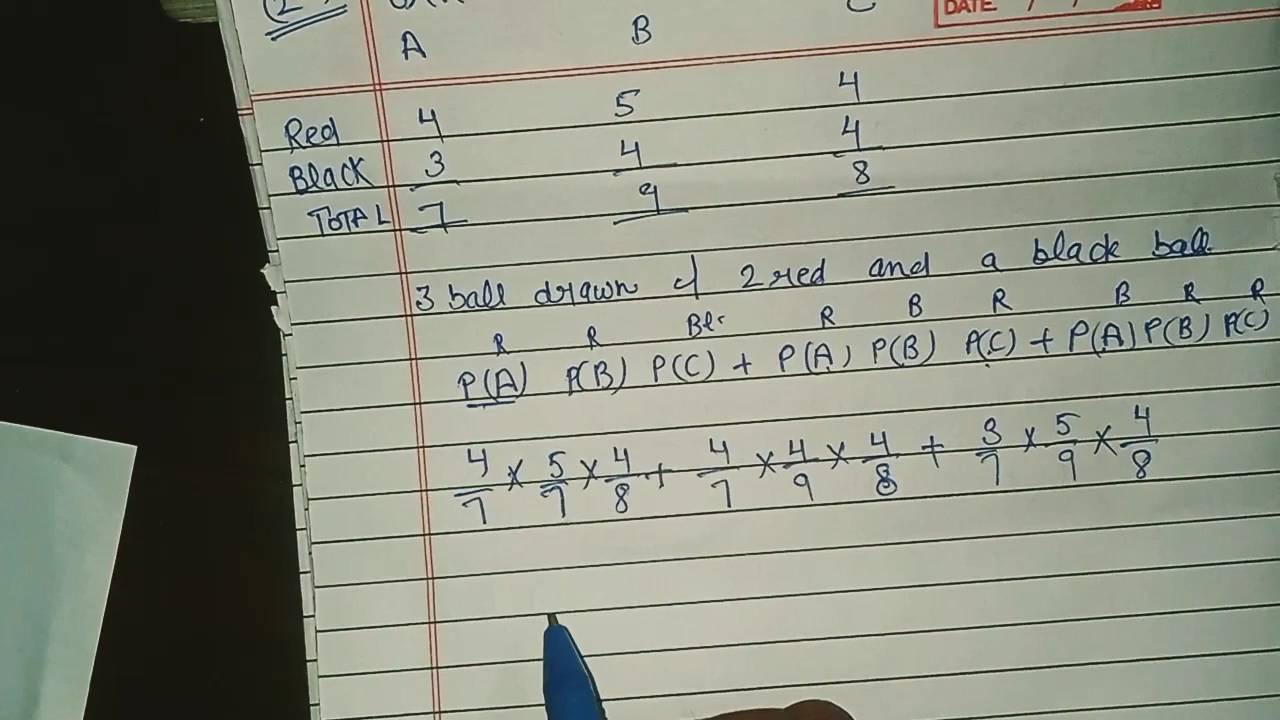 (2
DATE
A B C
Red 4 5 4
Black 3 4 4
TOTAL 7 9 8
3 ball drawn of 2 red and a black ball
R R Bl. R B R B R R
P(A) P(B) P(C) + P(A) P(B) P(C) + P(A) P(B) P(C)
4/7 × 5/7 × 4/8 + 4/7 × 4/9 × 4/8 + 3/7 × 5/9 × 4/8